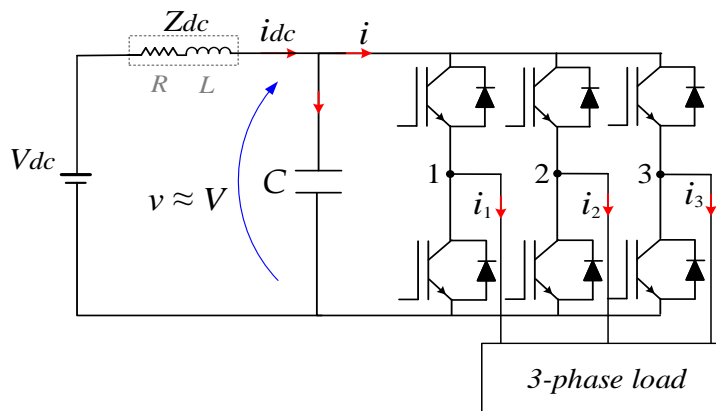 Zdc
idc
i
R L
Vdc
v ≈ V
C
1
2
3
i1
i2
i3
3-phase load